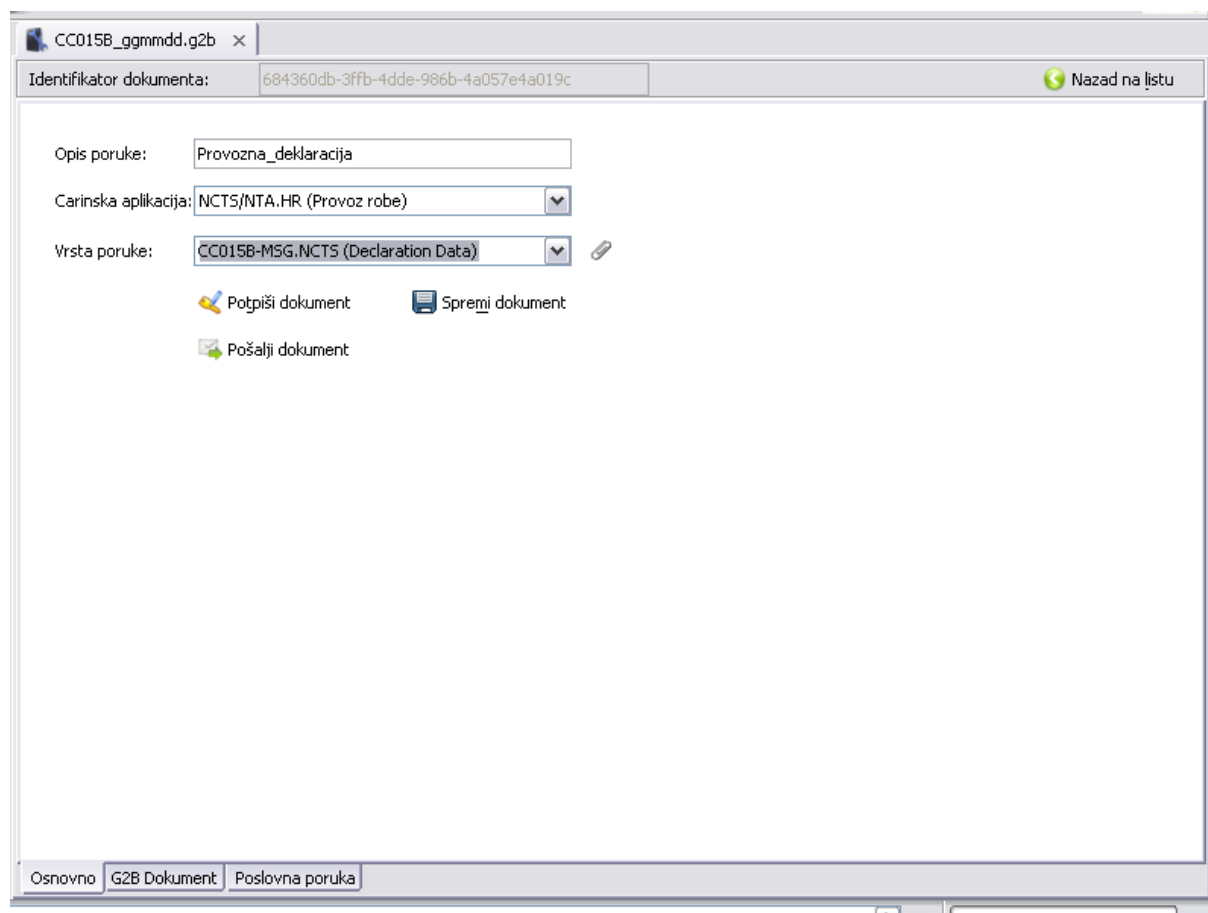 CC015B_ggmmdd.g2b
Identifikator dokumenta: 684360db-3ffb-4dde-986b-4a057e4a019c Nazad na listu
Opis poruke: Provozna_deklaracija
Carinska aplikacija: NCTS/NTA.HR (Provoz robe)
Vrsta poruke: CC015B-MSG.NCTS (Declaration Data)
Potpiši dokument Spremi dokument
Pošalji dokument
Osnovno G2B Dokument Poslovna poruka